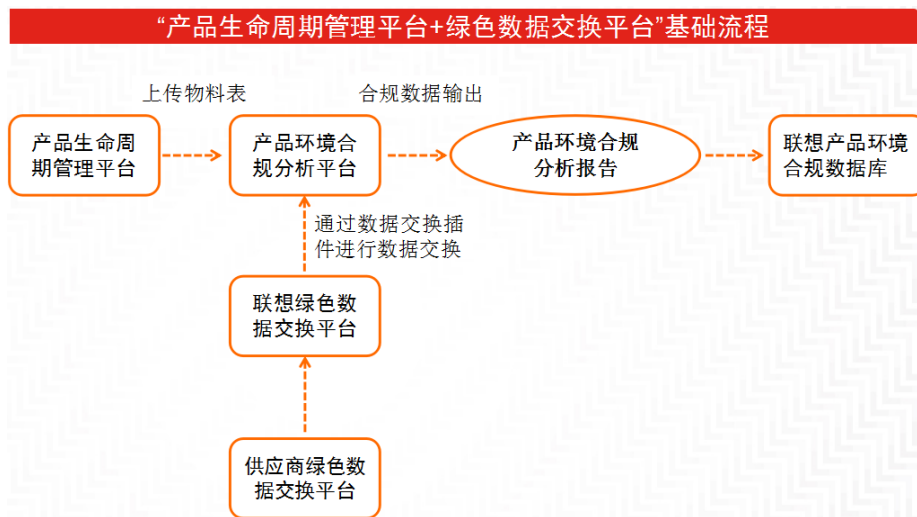 “产品生命周期管理平台+绿色数据交换平台”基础流程
上传物料表
合规数据输出
产品生命周
期管理平台
产品环境合
规分析平台
产品环境合规
分析报告
联想产品环境
合规数据库
通过数据交换插
件进行数据交换
联想绿色数
据交换平台
供应商绿色数
据交换平台